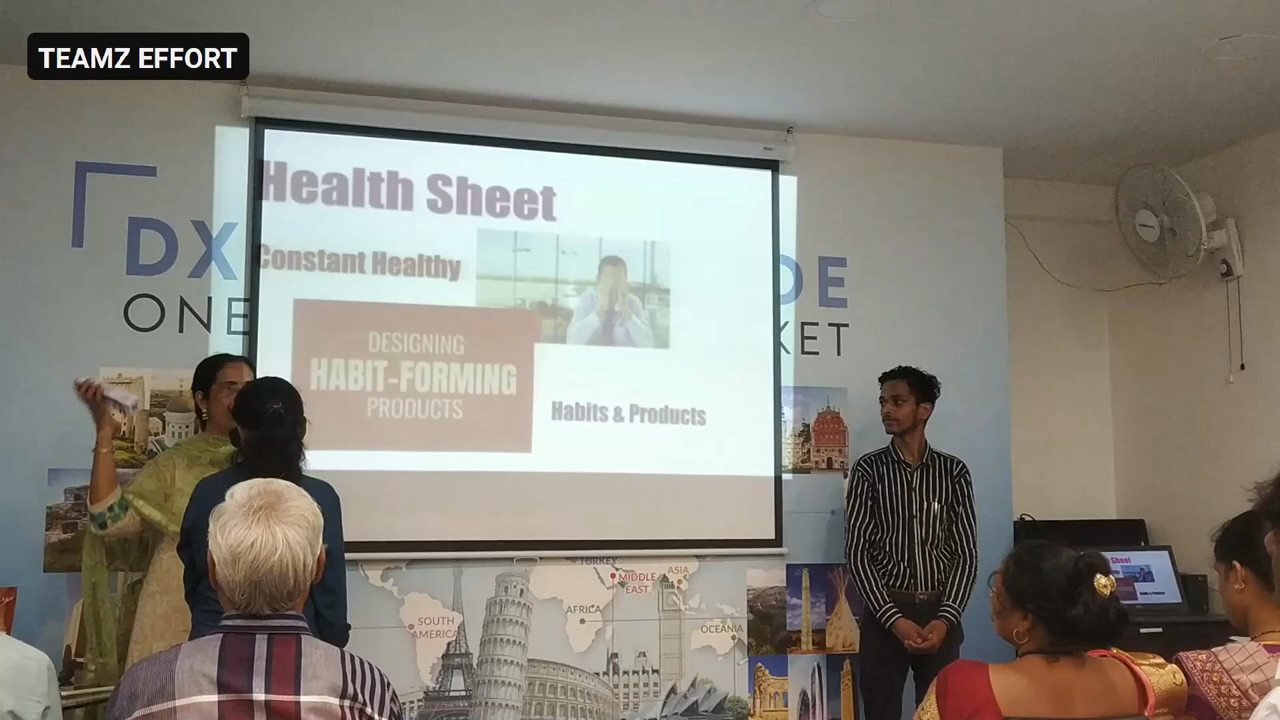 TEAMZ EFFORT
Health Sheet
Constant Healthy
DESIGNING
HABIT-FORMING
PRODUCTS
Habits & Products
DX
DE
ONE
KET
TURKEY
ASIA
MIDDLE
EAST
AFRICA
SOUTH
AMERICA
OCEANIA